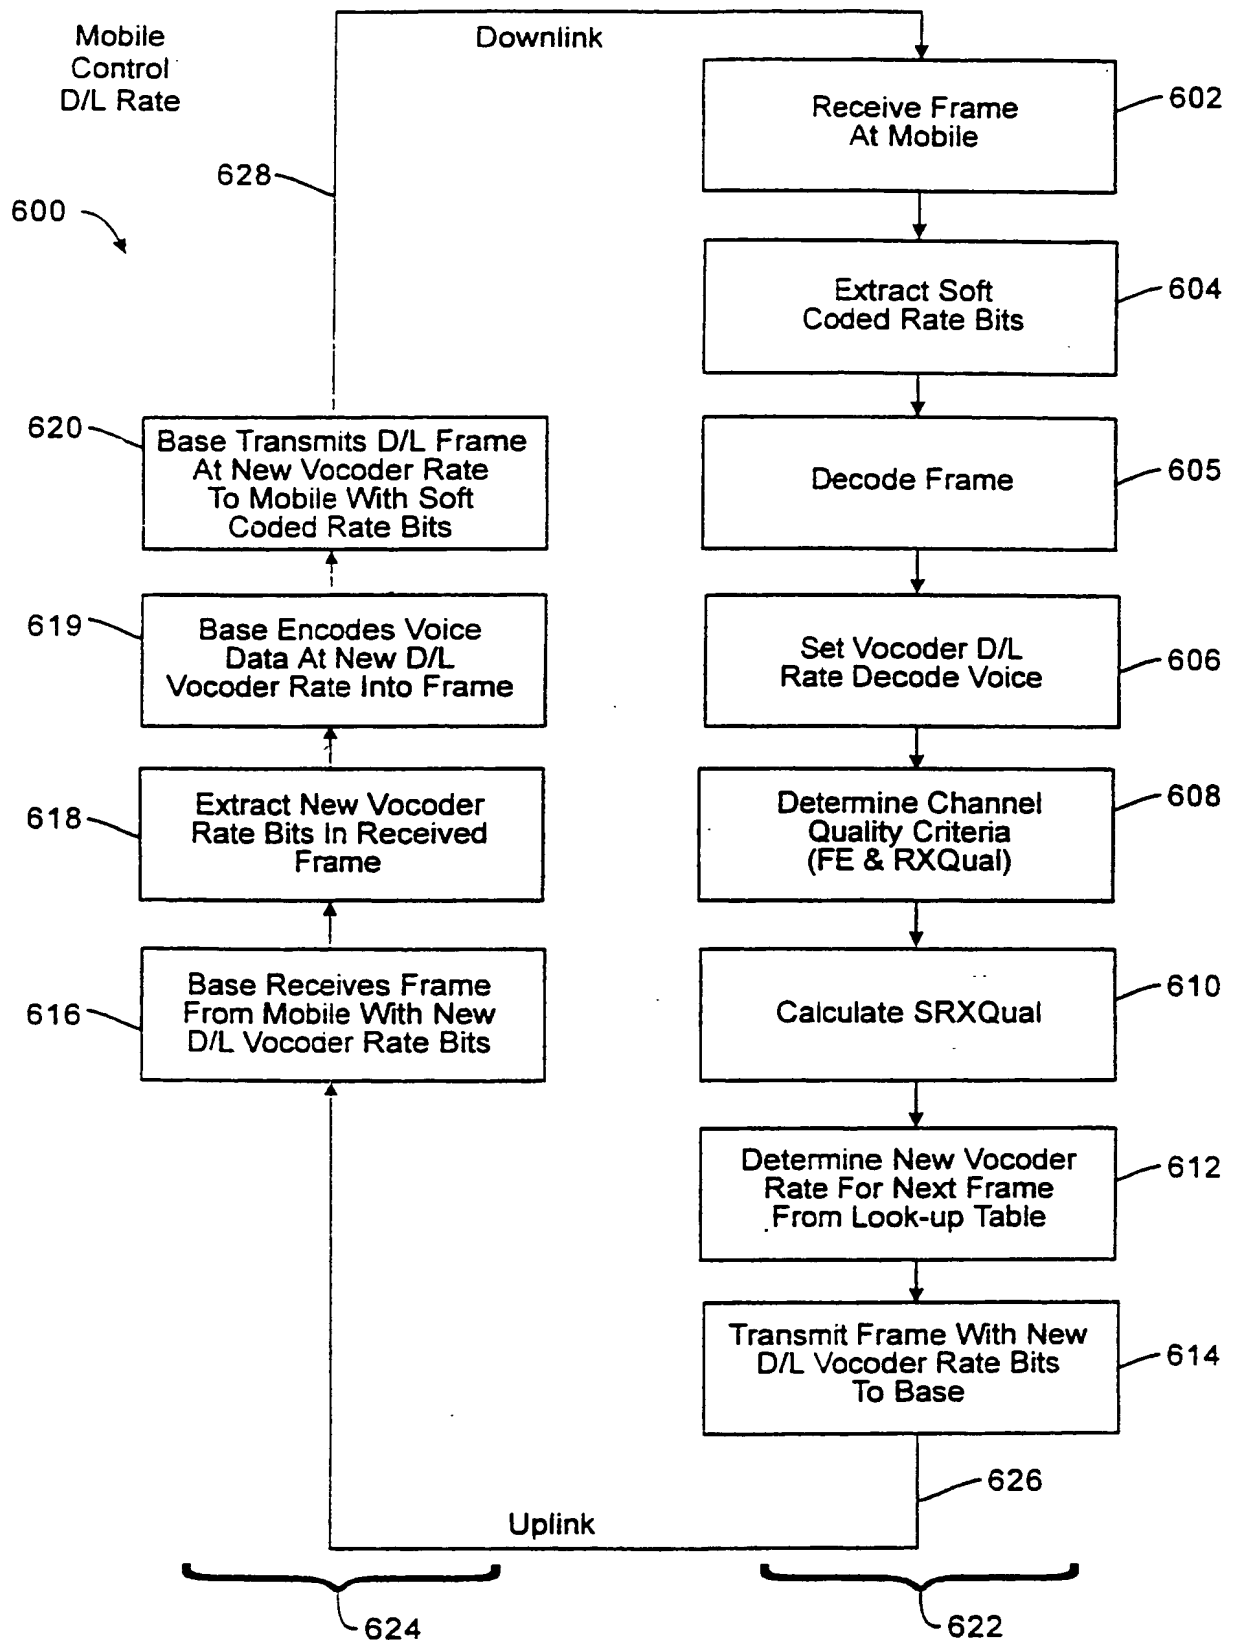 Mobile
Control
D/L Rate
600
628
Downlink
Receive Frame
At Mobile
602
Extract Soft
Coded Rate Bits
604
Decode Frame
605
Set Vocoder D/L
Rate Decode Voice
606
Determine Channel
Quality Criteria
(FE & RXQual)
608
Calculate SRXQual
610
Determine New Vocoder
Rate For Next Frame
From Look-up Table
612
Transmit Frame With New
D/L Vocoder Rate Bits
To Base
614
626
Uplink
616
Base Receives Frame
From Mobile With New
D/L Vocoder Rate Bits
618
Extract New Vocoder
Rate Bits In Received
Frame
619
Base Encodes Voice
Data At New D/L
Vocoder Rate Into Frame
620
Base Transmits D/L Frame
At New Vocoder Rate
To Mobile With Soft
Coded Rate Bits
624
622